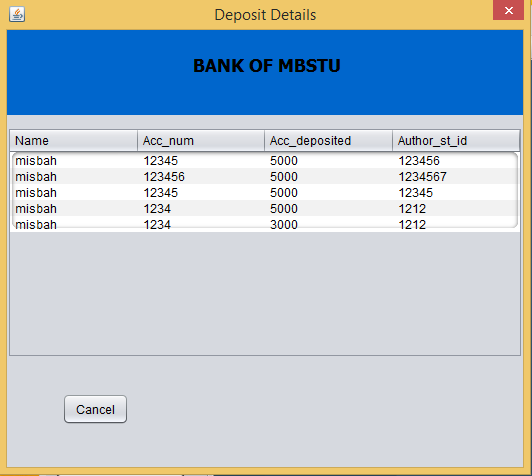 Deposit Details
BANK OF MBSTU
Name Acc_num Acc_deposited Author_st_id
misbah 12345 5000 123456
misbah 123456 5000 1234567
misbah 12345 5000 12345
misbah 1234 5000 1212
misbah 1234 3000 1212
Cancel